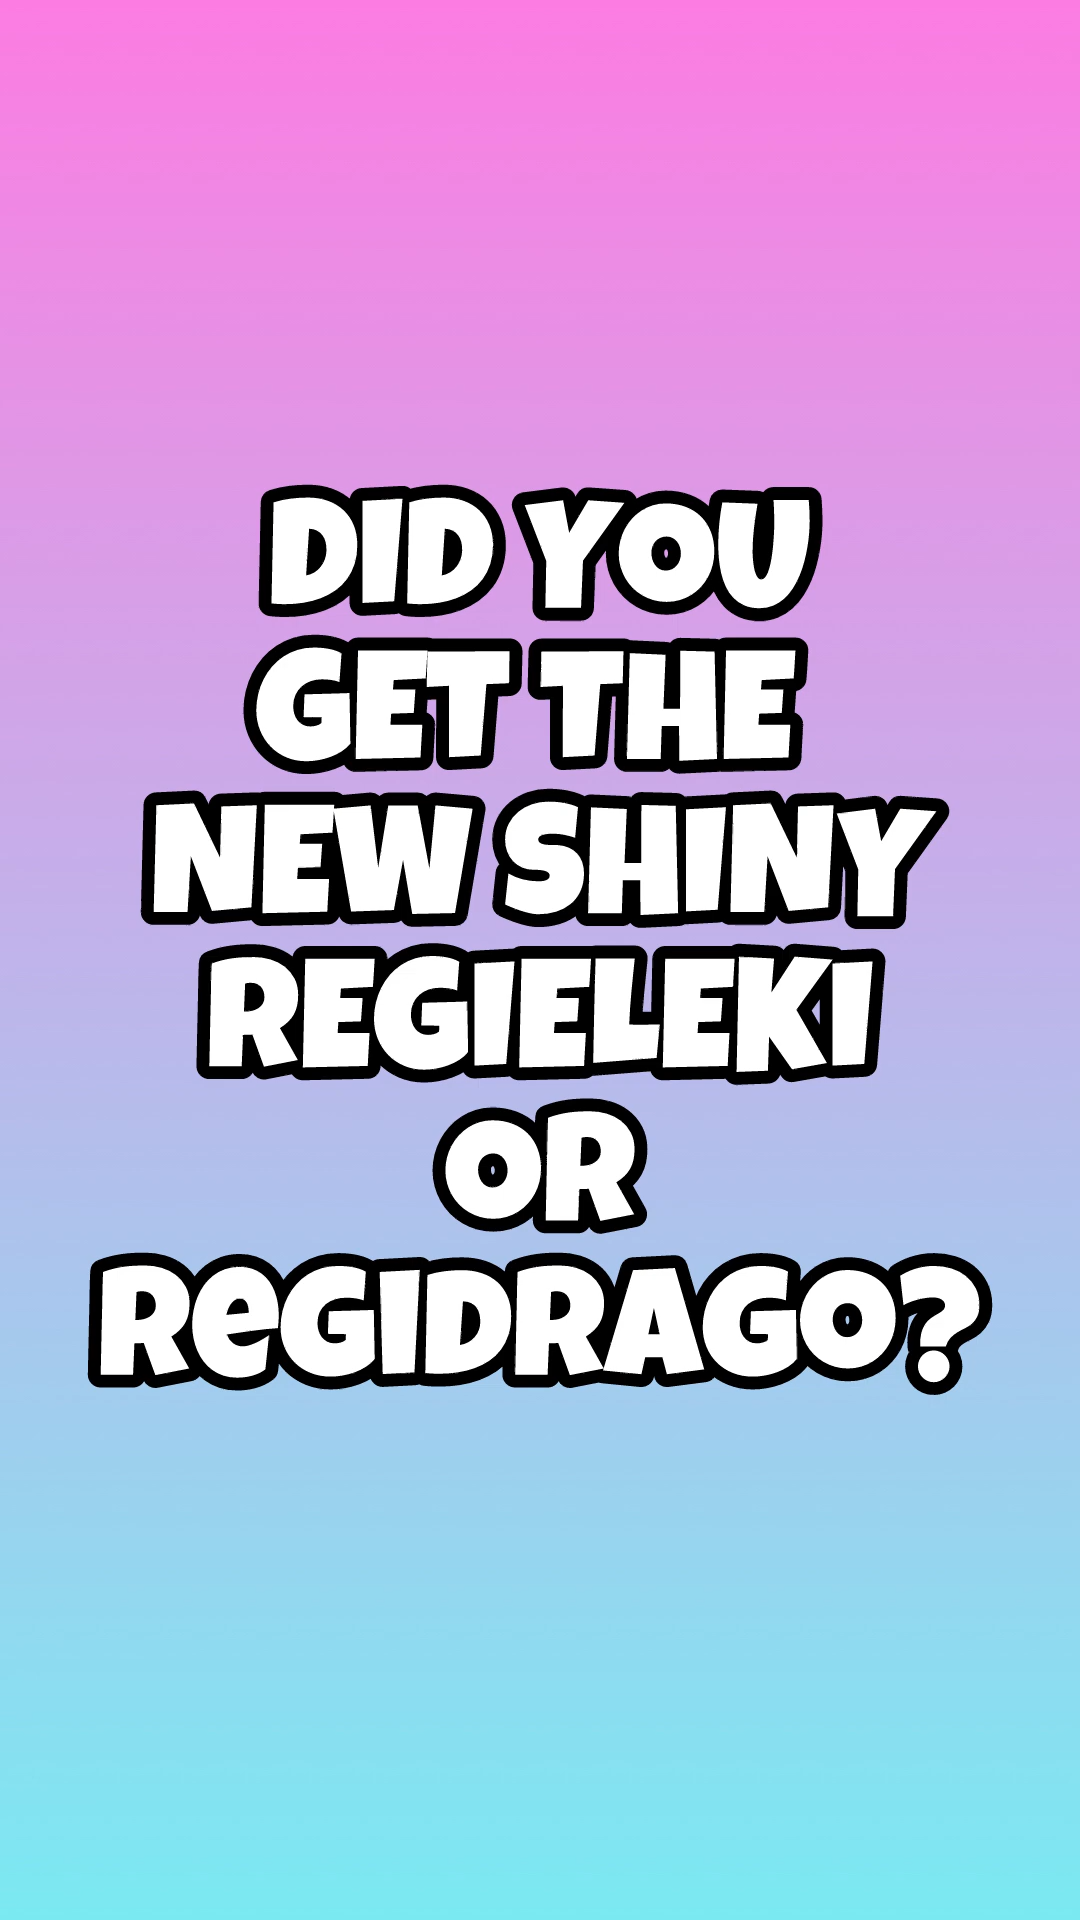 DID YOU
GET THE
NEW SHINY
REGIELEKI
OR
ReGIDRAGO?